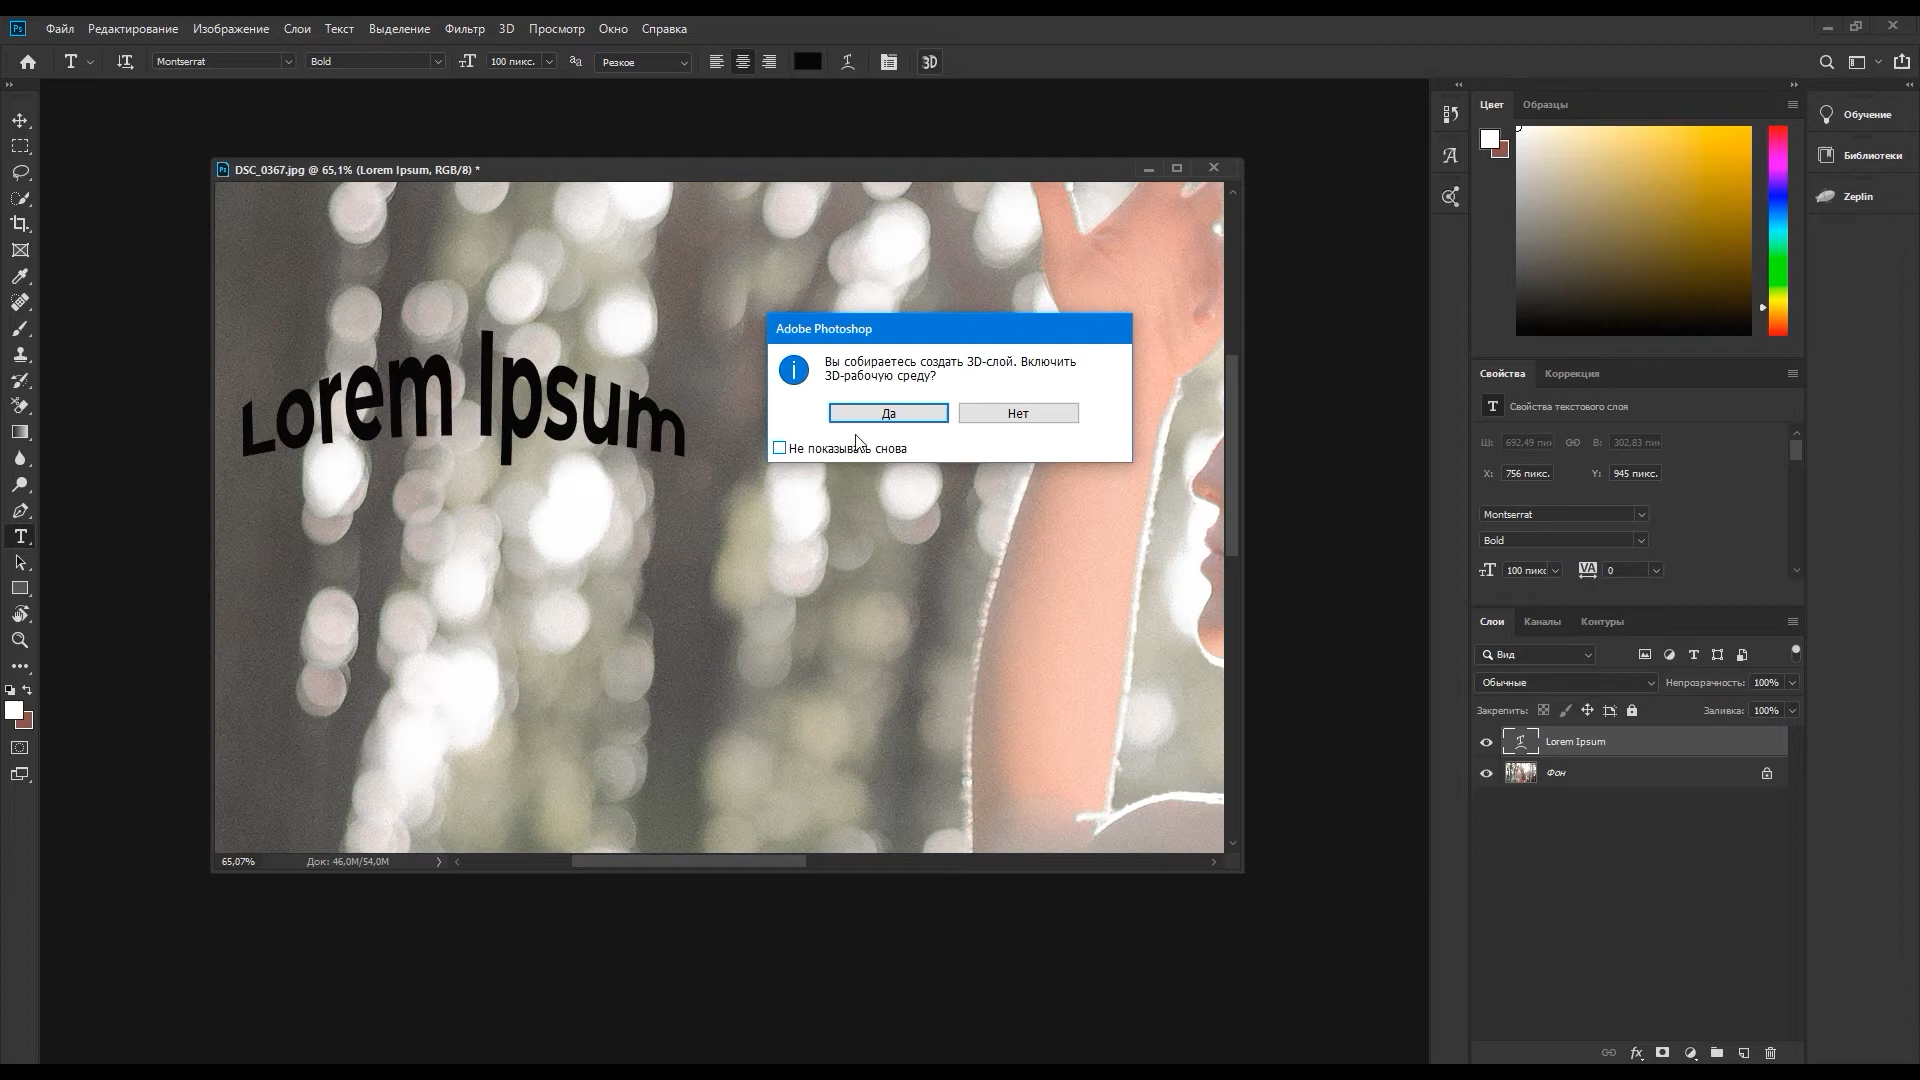 Ps Файл Редактирование Изображение Слои Текст Выделение Фильтр 3D Просмотр Окно Справка
T Montserrat Bold 100 пикс. aа Резкое 3D
DSC_0367.jpg @ 65,1% (Lorem Ipsum, RGB/8) *
Lorem Ipsum
Adobe Photoshop
Вы собираетесь создать 3D-слой. Включить
3D-рабочую среду?
Да Нет
Не показывать снова
65,07% Док: 46,0M/54,0M
Цвет Образцы
Обучение
Библиотеки
Zeplin
Свойства Коррекция
T Свойства текстового слоя
Ш: 692,49 пик В: 302,83 пик
X: 756 пикс. Y: 945 пикс.
Montserrat
Bold
100 пикс VA 0
Слои Каналы Контуры
Вид
Обычные Непрозрачность: 100%
Закрепить: Заливка: 100%
Lorem Ipsum
Фон
fx